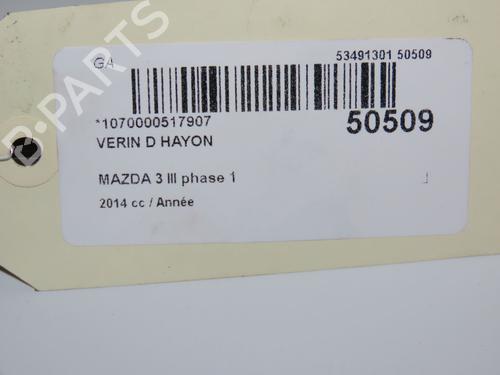 GA
53491301 50509
*1070000517907
50509
VERIN D HAYON
MAZDA 3 III phase 1
2014 cc / Année
D-PARTS